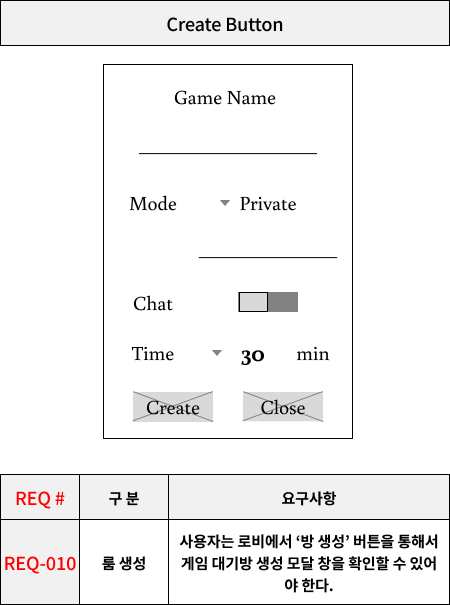 Create Button
Game Name
Mode Private
Chat
Time 30 min
Create Close
REQ # 구 분 요구사항
REQ-010 룸 생성 사용자는 로비에서 ‘방 생성’ 버튼을 통해서
게임 대기방 생성 모달 창을 확인할 수 있어
야 한다.